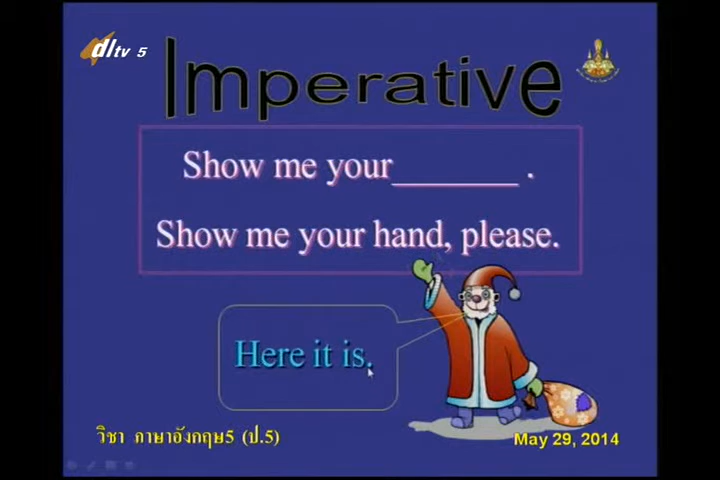 dltv 5
Imperative
Show me your_______ .
Show me your hand, please.
Here it is.
วิชา ภาษาอังกฤษ5 (ป.5)
May 29, 2014